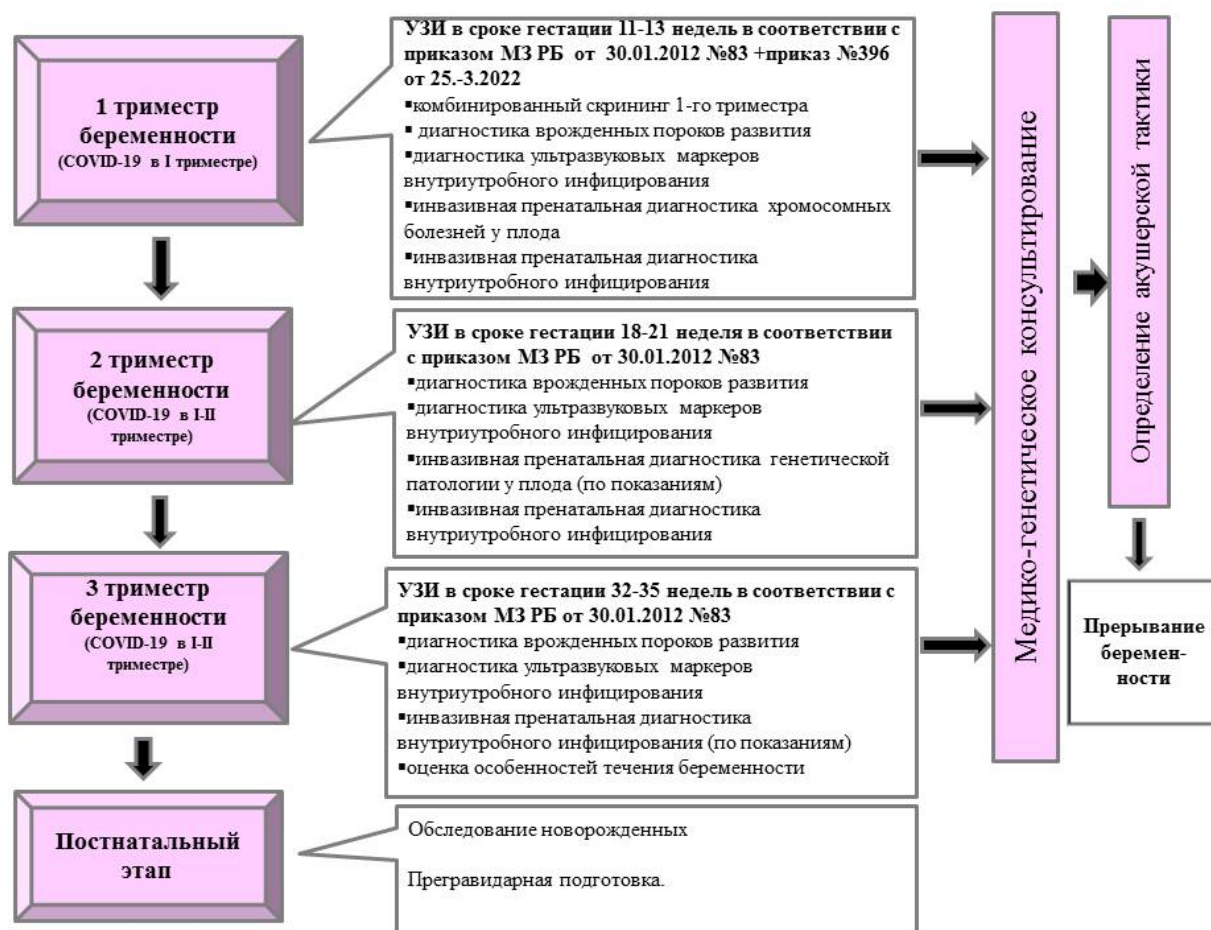 1 триместр
беременности
(COVID-19 в I триместре)
УЗИ в сроке гестации 11-13 недель в соответствии с
приказом МЗ РБ от 30.01.2012 №83 +приказ №396
от 25.-3.2022
▪комбинированный скрининг 1-го триместра
▪ диагностика врожденных пороков развития
▪диагностика ультразвуковых маркеров
внутриутробного инфицирования
▪инвазивная пренатальная диагностика хромосомных
болезней у плода
▪инвазивная пренатальная диагностика
внутриутробного инфицирования
2 триместр
беременности
(COVID-19 в I-II
триместре)
УЗИ в сроке гестации 18-21 неделя в соответствии
с приказом МЗ РБ от 30.01.2012 №83
▪диагностика врожденных пороков развития
▪диагностика ультразвуковых маркеров
внутриутробного инфицирования
▪инвазивная пренатальная диагностика генетической
патологии у плода (по показаниям)
▪инвазивная пренатальная диагностика
внутриутробного инфицирования
3 триместр
беременности
(COVID-19 в I-II
триместре)
УЗИ в сроке гестации 32-35 недель в соответствии с
приказом МЗ РБ от 30.01.2012 №83
▪диагностика врожденных пороков развития
▪диагностика ультразвуковых маркеров
внутриутробного инфицирования
▪инвазивная пренатальная диагностика
внутриутробного инфицирования (по показаниям)
▪оценка особенностей течения беременности
Постнатальный
этап
Обследование новорожденных
Прегравидарная подготовка.
Медико-генетическое консультирование
Определение акушерской тактики
Прерывание
беремен-
ности